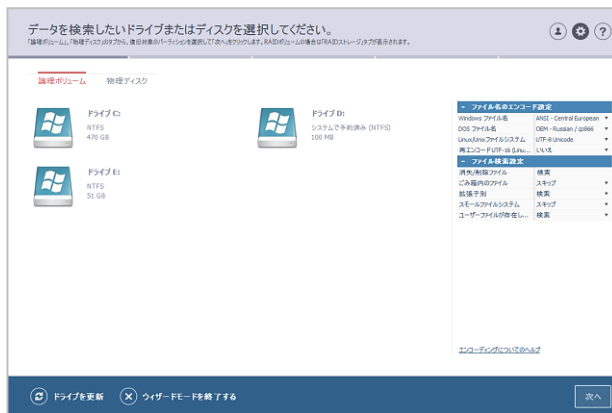 データを検索したいドライブまたはディスクを選択してください。
「論理ボリューム」、「物理ディスク」のタブから、復旧対象のパーティションを選択して「次へ」をクリックします。RAIDボリュームの場合は「RAIDストレージ」タブが表示されます。
論理ボリューム 物理ディスク
ドライブ C:
NTFS
470 GB
ドライブ D:
システムで予約済み (NTFS)
100 MB
ドライブ E:
NTFS
51 GB
- ファイル名のエンコード設定
Windows ファイル名 ANSI - Central European
DOS ファイル名 OEM - Russian / cp866
Linux/Unixファイルシステム UTF-8 Unicode
再エンコードUTF-16 (Linu... いいえ
- ファイル検索設定
消失/削除ファイル 検索
ごみ箱内のファイル スキップ
拡張子別 検索
スモールファイルシステム スキップ
ユーザーファイルが存在し... 検索
エンコーディングについてのヘルプ
ドライブを更新 ウィザードモードを終了する 次へ